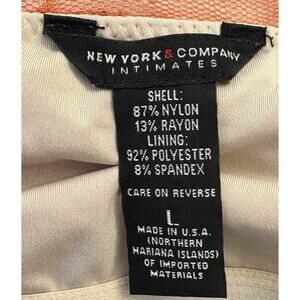 NEW YORK & COMPANY
INTIMATES
SHELL:
87% NYLON
13% RAYON
LINING:
92% POLYESTER
8% SPANDEX
CARE ON REVERSE
L
MADE IN U.S.A.
(NORTHERN
MARIANA ISLANDS)
OF IMPORTED
MATERIALS